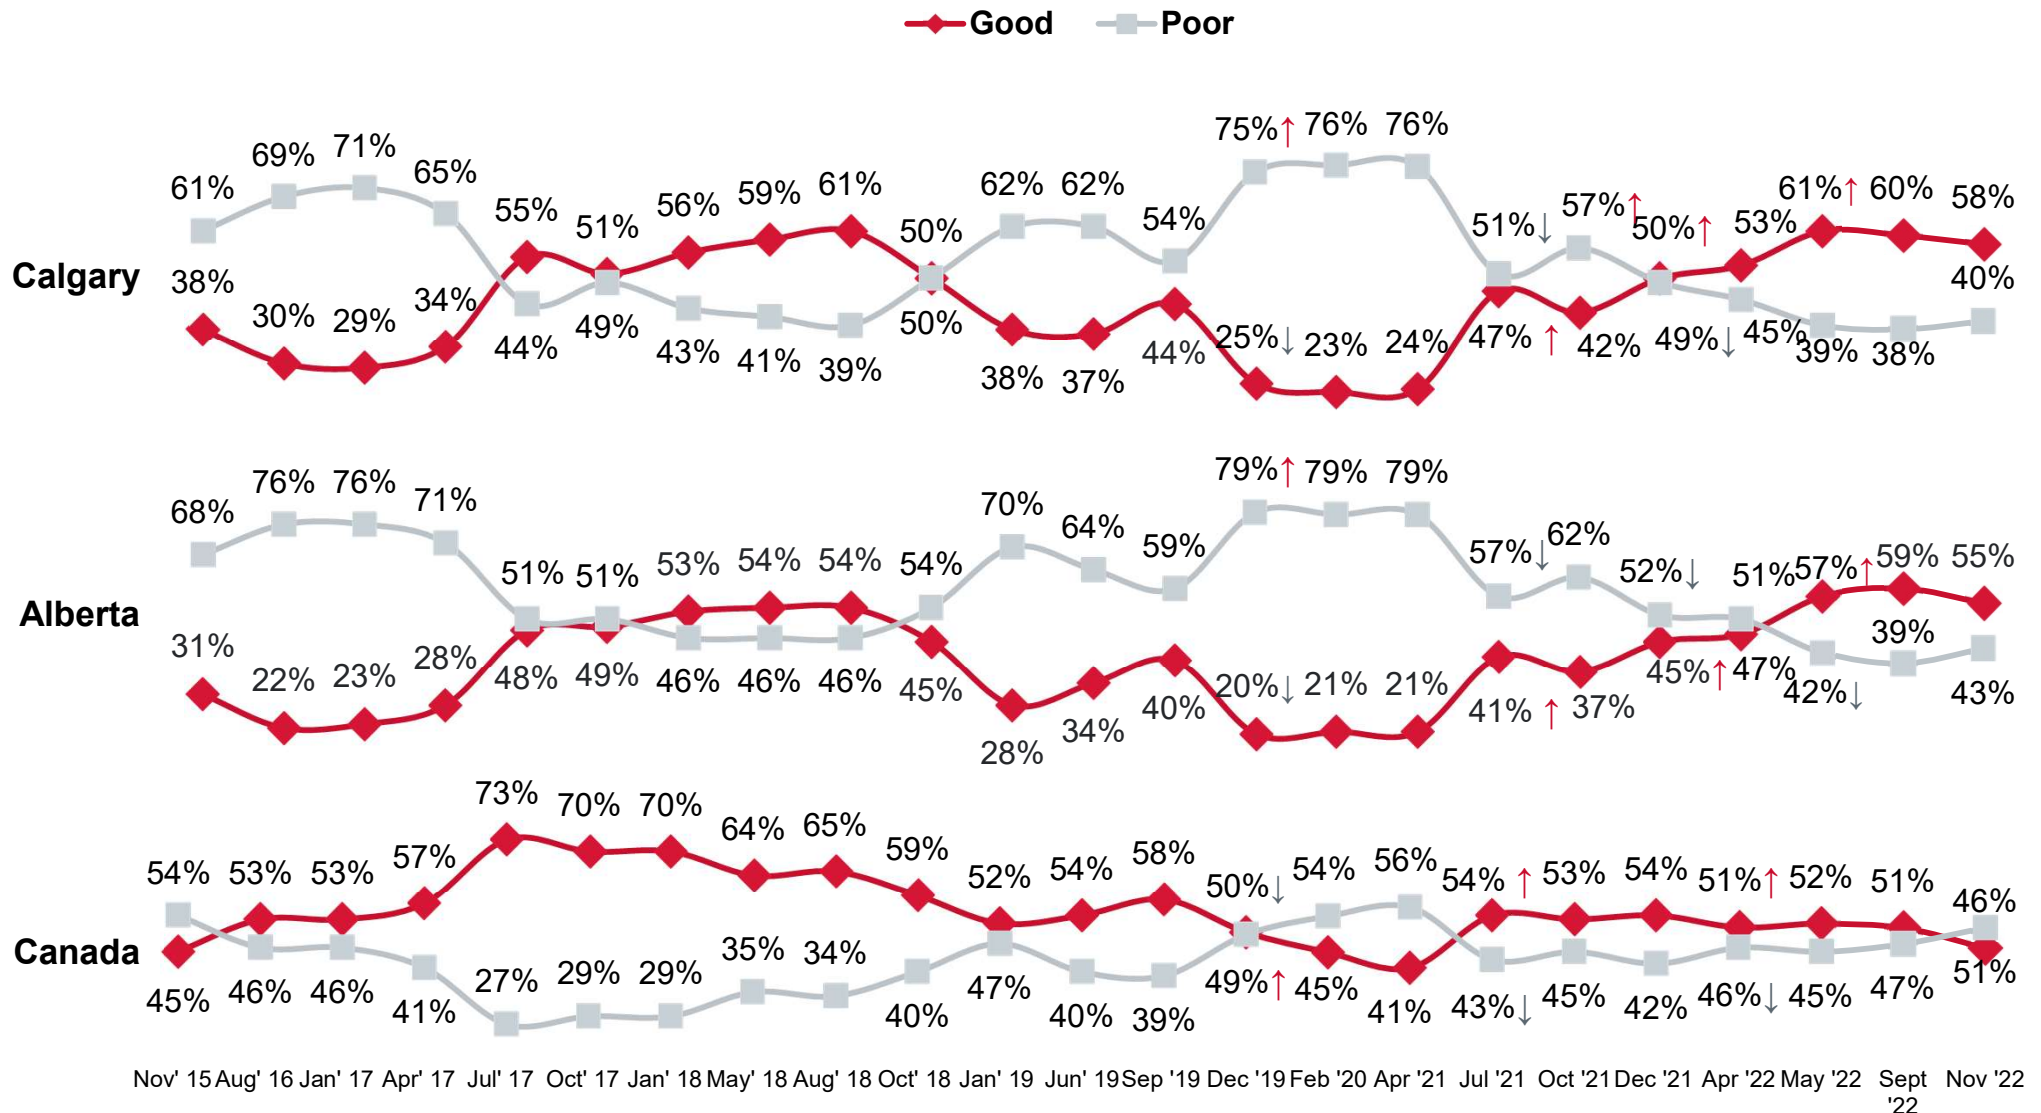 Good Poor
75%↑ 76% 76%
69% 71%
61% 65% 61% 62% 62% 61%↑ 60% 58%
55% 51% 56% 59% 50% 54% 51%↓ 57%↑ 50%↑ 53%
Calgary
38% 30% 29% 34% 40%
44% 49% 43% 41% 39% 50% 38% 37% 44% 25%↓ 23% 24% 47% ↑ 42% 49%↓ 45% 39% 38%
79%↑ 79% 79%
68% 76% 76% 71% 70% 64% 59%
51% 51% 53% 54% 54% 54% 57%↓ 62% 52%↓ 51% 57%↑ 59% 55%
Alberta
31% 22% 23% 28% 39%
48% 49% 46% 46% 46% 45% 28% 34% 40% 20%↓ 21% 21% 41% ↑ 37% 45%↑ 47% 42%↓ 43%
73% 70% 70% 64% 65%
54% 53% 53% 57% 59% 52% 54% 58% 50%↓ 54% 56% 54% ↑ 53% 54% 51%↑ 52% 51% 46%
Canada
45% 46% 46% 41% 27% 29% 29% 35% 34% 40% 47% 40% 39% 49%↑ 45% 41% 43%↓ 45% 42% 46%↓ 45% 47% 51%
Nov' 15 Aug' 16 Jan' 17 Apr' 17 Jul' 17 Oct' 17 Jan' 18 May' 18 Aug' 18 Oct' 18 Jan' 19 Jun' 19 Sep '19 Dec '19 Feb '20 Apr '21 Jul '21 Oct '21 Dec '21 Apr '22 May '22 Sept Nov '22
'22